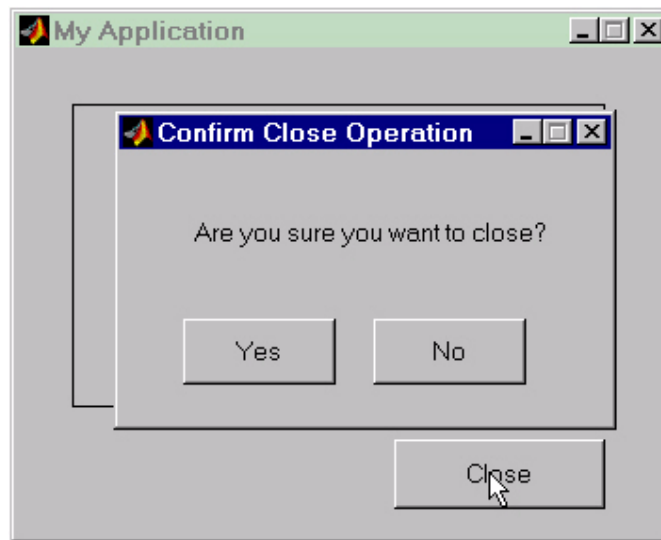 My Application
Confirm Close Operation
Are you sure you want to close?
Yes No
Close